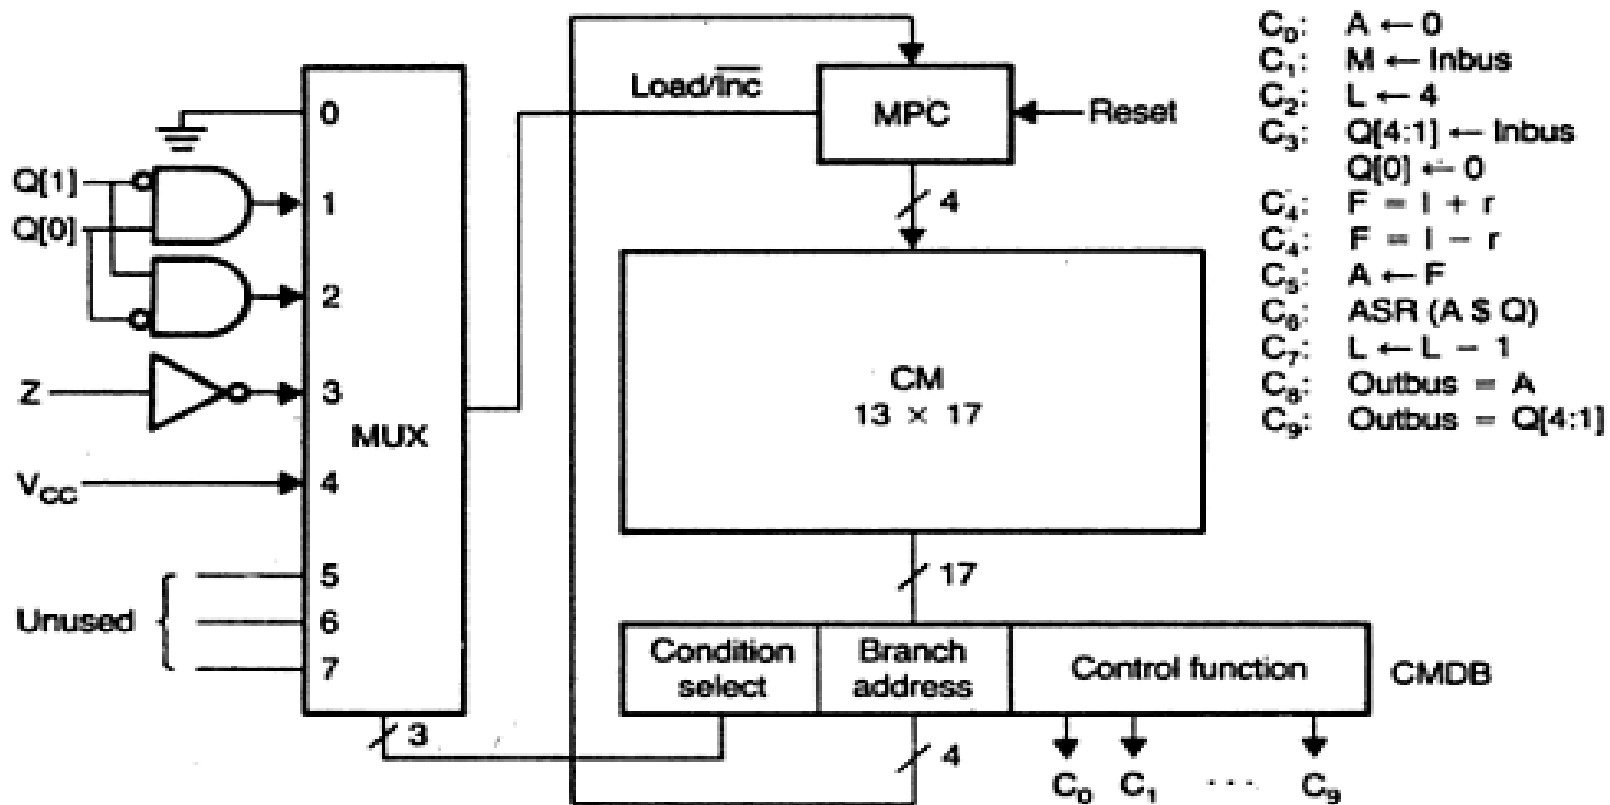 Load/Inc
MPC
Reset
4
0
Q[1]
1
Q[0]
2
Z
3
MUX
V_CC
4
5
Unused
6
7
3
CM
13 × 17
17
Condition
select
Branch
address
Control function
CMDB
4
C₀ C₁ · · · C₉
C₀: A ← 0
C₁: M ← Inbus
C₂: L ← 4
C₃: Q[4:1] ← Inbus
Q[0] ← 0
C₄: F = l + r
C₄: F = l − r
C₅: A ← F
C₆: ASR (A $ Q)
C₇: L ← L − 1
C₈: Outbus = A
C₉: Outbus = Q[4:1]